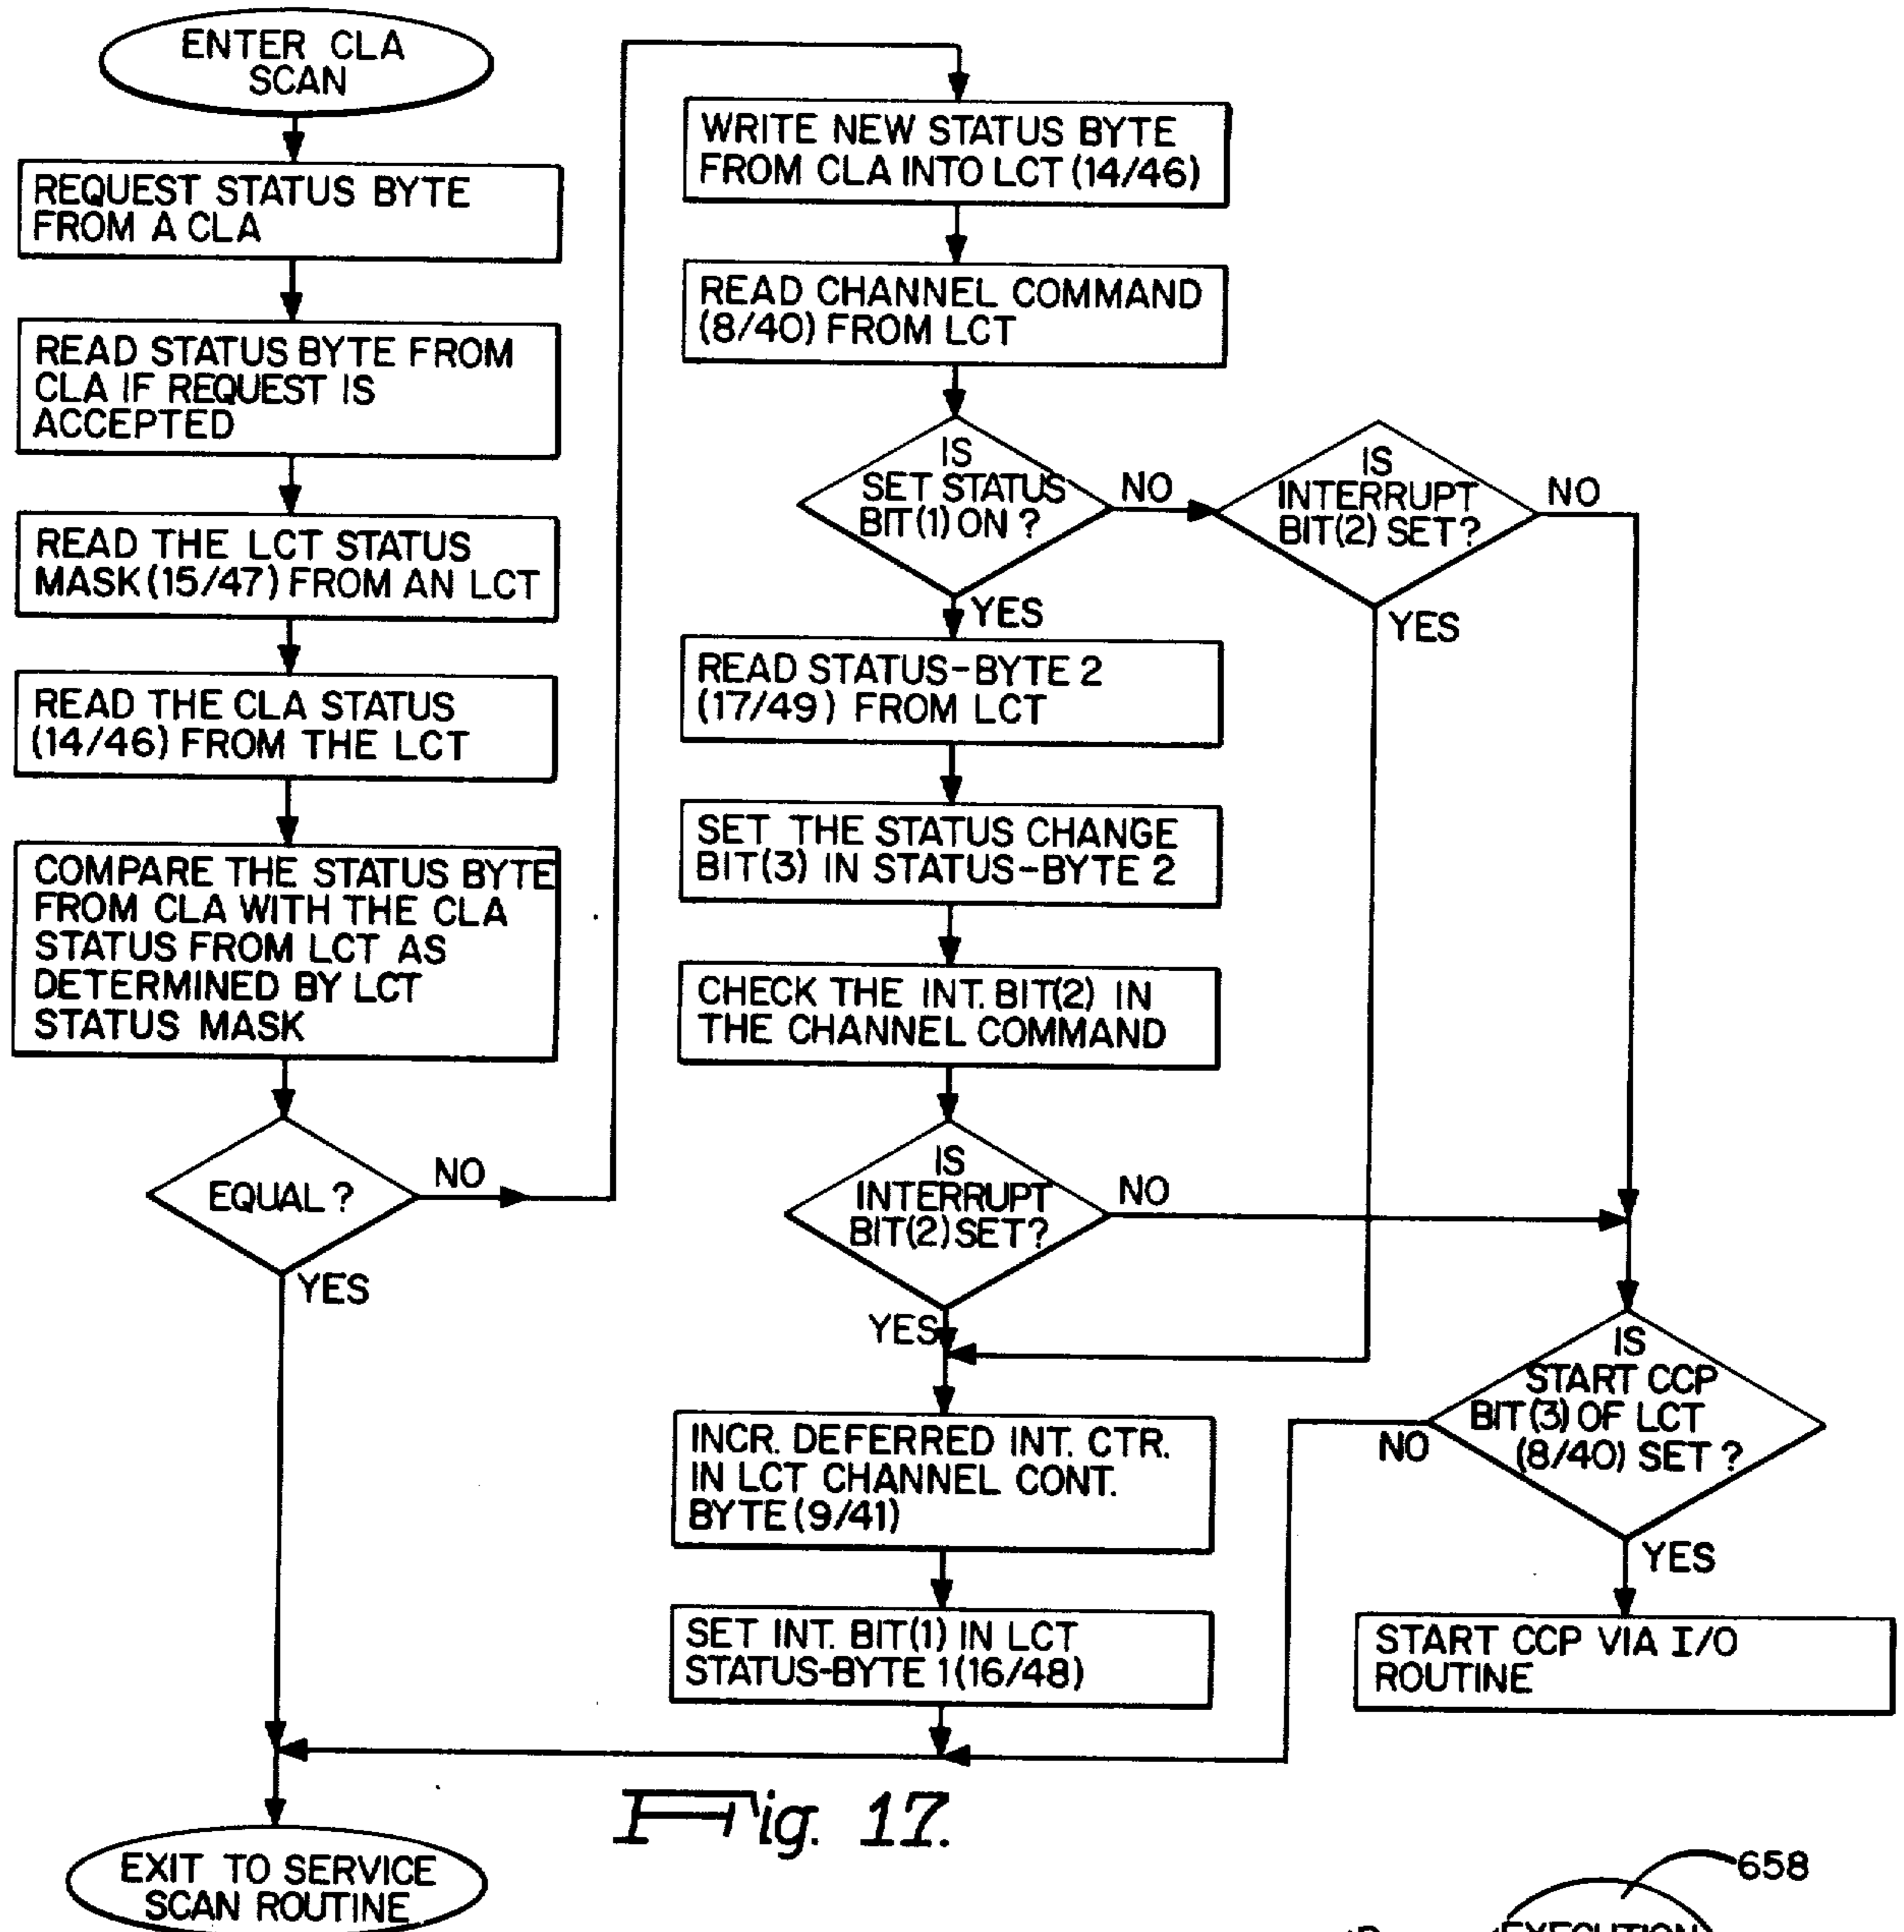 ENTER CLA
SCAN
REQUEST STATUS BYTE
FROM A CLA
READ STATUS BYTE FROM
CLA IF REQUEST IS
ACCEPTED
READ THE LCT STATUS
MASK (15/47) FROM AN LCT
READ THE CLA STATUS
(14/46) FROM THE LCT
COMPARE THE STATUS BYTE
FROM CLA WITH THE CLA
STATUS FROM LCT AS
DETERMINED BY LCT
STATUS MASK
EQUAL?
NO
YES
WRITE NEW STATUS BYTE
FROM CLA INTO LCT (14/46)
READ CHANNEL COMMAND
(8/40) FROM LCT
IS
SET STATUS
BIT(1) ON?
NO
YES
IS
INTERRUPT
BIT(2) SET?
NO
YES
READ STATUS-BYTE 2
(17/49) FROM LCT
SET THE STATUS CHANGE
BIT(3) IN STATUS-BYTE 2
CHECK THE INT. BIT(2) IN
THE CHANNEL COMMAND
IS
INTERRUPT
BIT(2) SET?
NO
YES
INCR. DEFERRED INT. CTR.
IN LCT CHANNEL CONT.
BYTE (9/41)
SET INT. BIT(1) IN LCT
STATUS-BYTE 1 (16/48)
IS
START CCP
BIT(3) OF LCT
(8/40) SET?
NO
YES
START CCP VIA I/O
ROUTINE
EXIT TO SERVICE
SCAN ROUTINE
Fig. 17.
658
EXECUTION